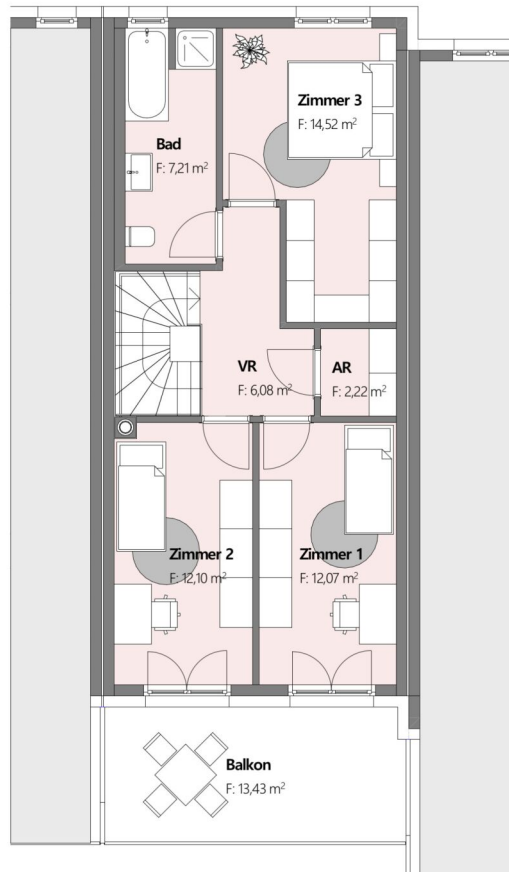 Zimmer 3
F: 14,52 m²
Bad
F: 7,21 m²
VR
F: 6,08 m²
AR
F: 2,22 m²
Zimmer 2
F: 12,10 m²
Zimmer 1
F: 12,07 m²
Balkon
F: 13,43 m²